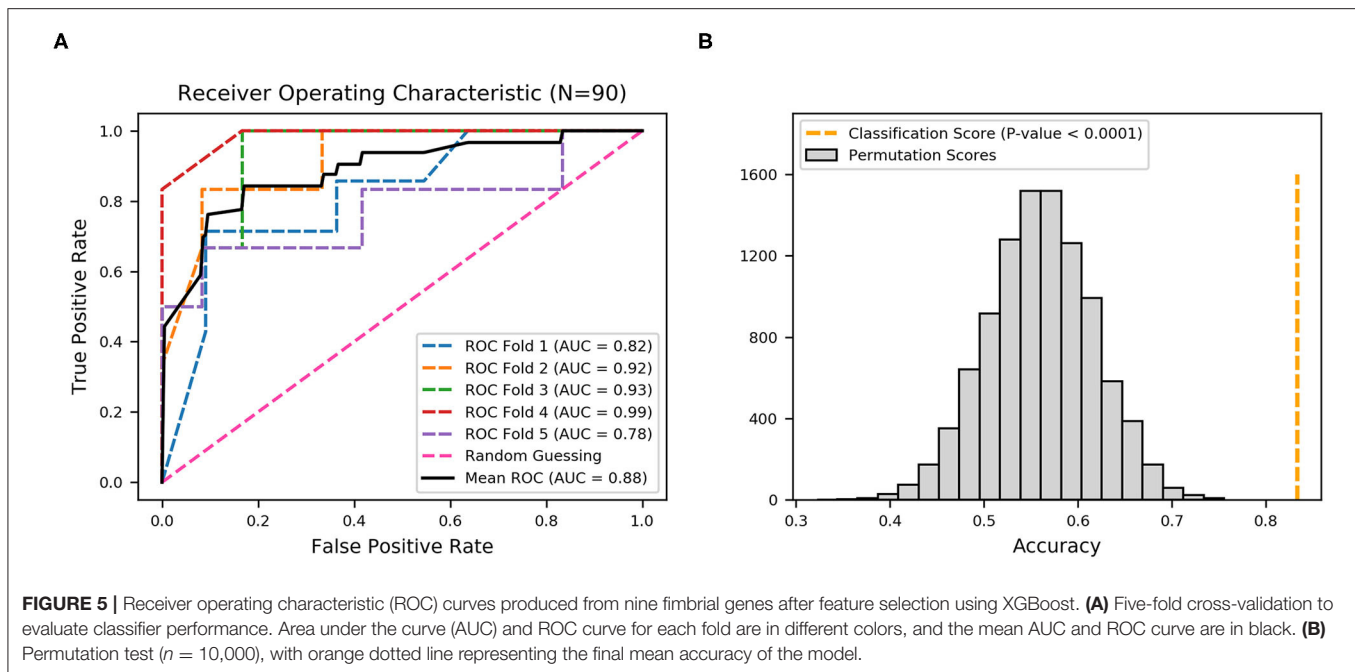 A
Receiver Operating Characteristic (N=90)
True Positive Rate
1.0
0.8
0.6
0.4
0.2
0.0
0.0 0.2 0.4 0.6 0.8 1.0
False Positive Rate
ROC Fold 1 (AUC = 0.82)
ROC Fold 2 (AUC = 0.92)
ROC Fold 3 (AUC = 0.93)
ROC Fold 4 (AUC = 0.99)
ROC Fold 5 (AUC = 0.78)
Random Guessing
Mean ROC (AUC = 0.88)
B
Classification Score (P-value < 0.0001)
Permutation Scores
1600
1200
800
400
0
0.3 0.4 0.5 0.6 0.7 0.8
Accuracy
FIGURE 5 | Receiver operating characteristic (ROC) curves produced from nine fimbrial genes after feature selection using XGBoost. (A) Five-fold cross-validation to
evaluate classifier performance. Area under the curve (AUC) and ROC curve for each fold are in different colors, and the mean AUC and ROC curve are in black. (B)
Permutation test (n = 10,000), with orange dotted line representing the final mean accuracy of the model.